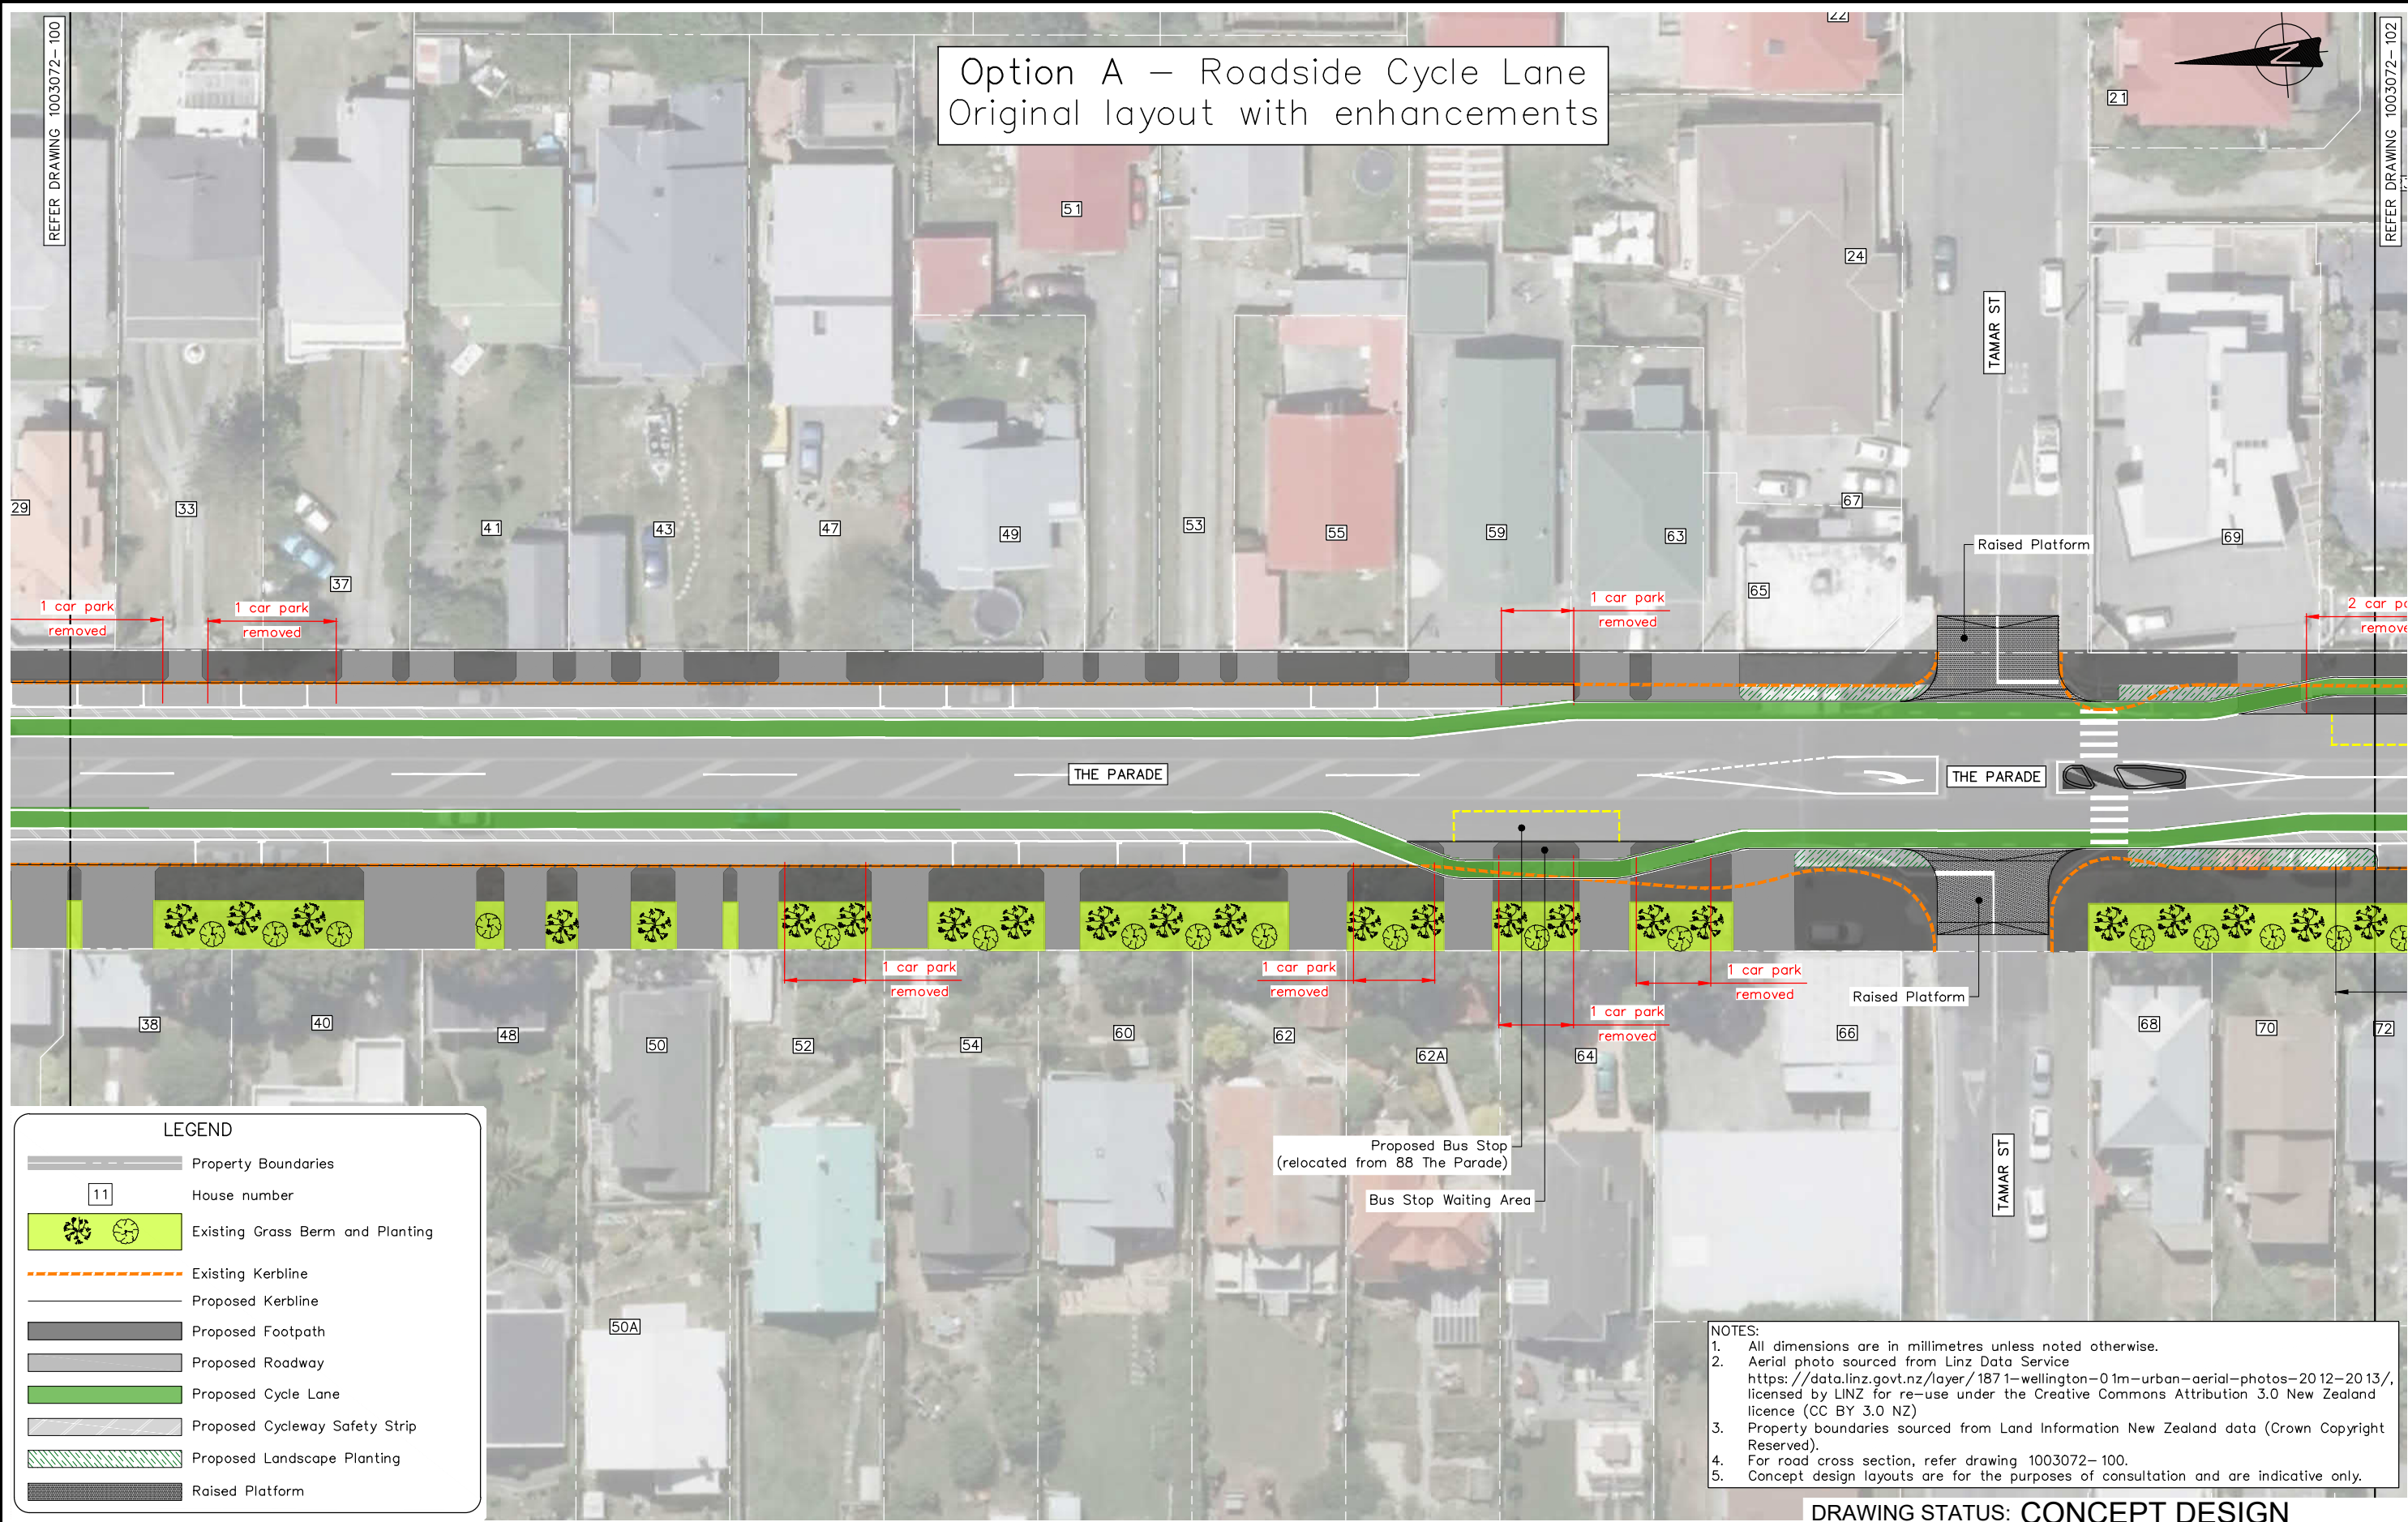 REFER DRAWING 1003072-100
Option A – Roadside Cycle Lane
Original layout with enhancements
22
21
REFER DRAWING 1003072-102
51
24
TAMAR ST
29
33
37
41
43
47
49
53
55
59
63
67
65
69
Raised Platform
1 car park
removed
1 car park
removed
1 car park
removed
2 car pa
remove
THE PARADE
THE PARADE
1 car park
removed
1 car park
removed
1 car park
removed
1 car park
removed
Raised Platform
38
40
48
50
52
54
60
62
62A
64
66
68
70
72
50A
Proposed Bus Stop
(relocated from 88 The Parade)
Bus Stop Waiting Area
TAMAR ST
LEGEND
Property Boundaries
11 House number
Existing Grass Berm and Planting
Existing Kerbline
Proposed Kerbline
Proposed Footpath
Proposed Roadway
Proposed Cycle Lane
Proposed Cycleway Safety Strip
Proposed Landscape Planting
Raised Platform
NOTES:
1. All dimensions are in millimetres unless noted otherwise.
2. Aerial photo sourced from Linz Data Service
https://data.linz.govt.nz/layer/1871-wellington-01m-urban-aerial-photos-2012-2013/,
licensed by LINZ for re-use under the Creative Commons Attribution 3.0 New Zealand
licence (CC BY 3.0 NZ)
3. Property boundaries sourced from Land Information New Zealand data (Crown Copyright
Reserved).
4. For road cross section, refer drawing 1003072-100.
5. Concept design layouts are for the purposes of consultation and are indicative only.
DRAWING STATUS: CONCEPT DESIGN